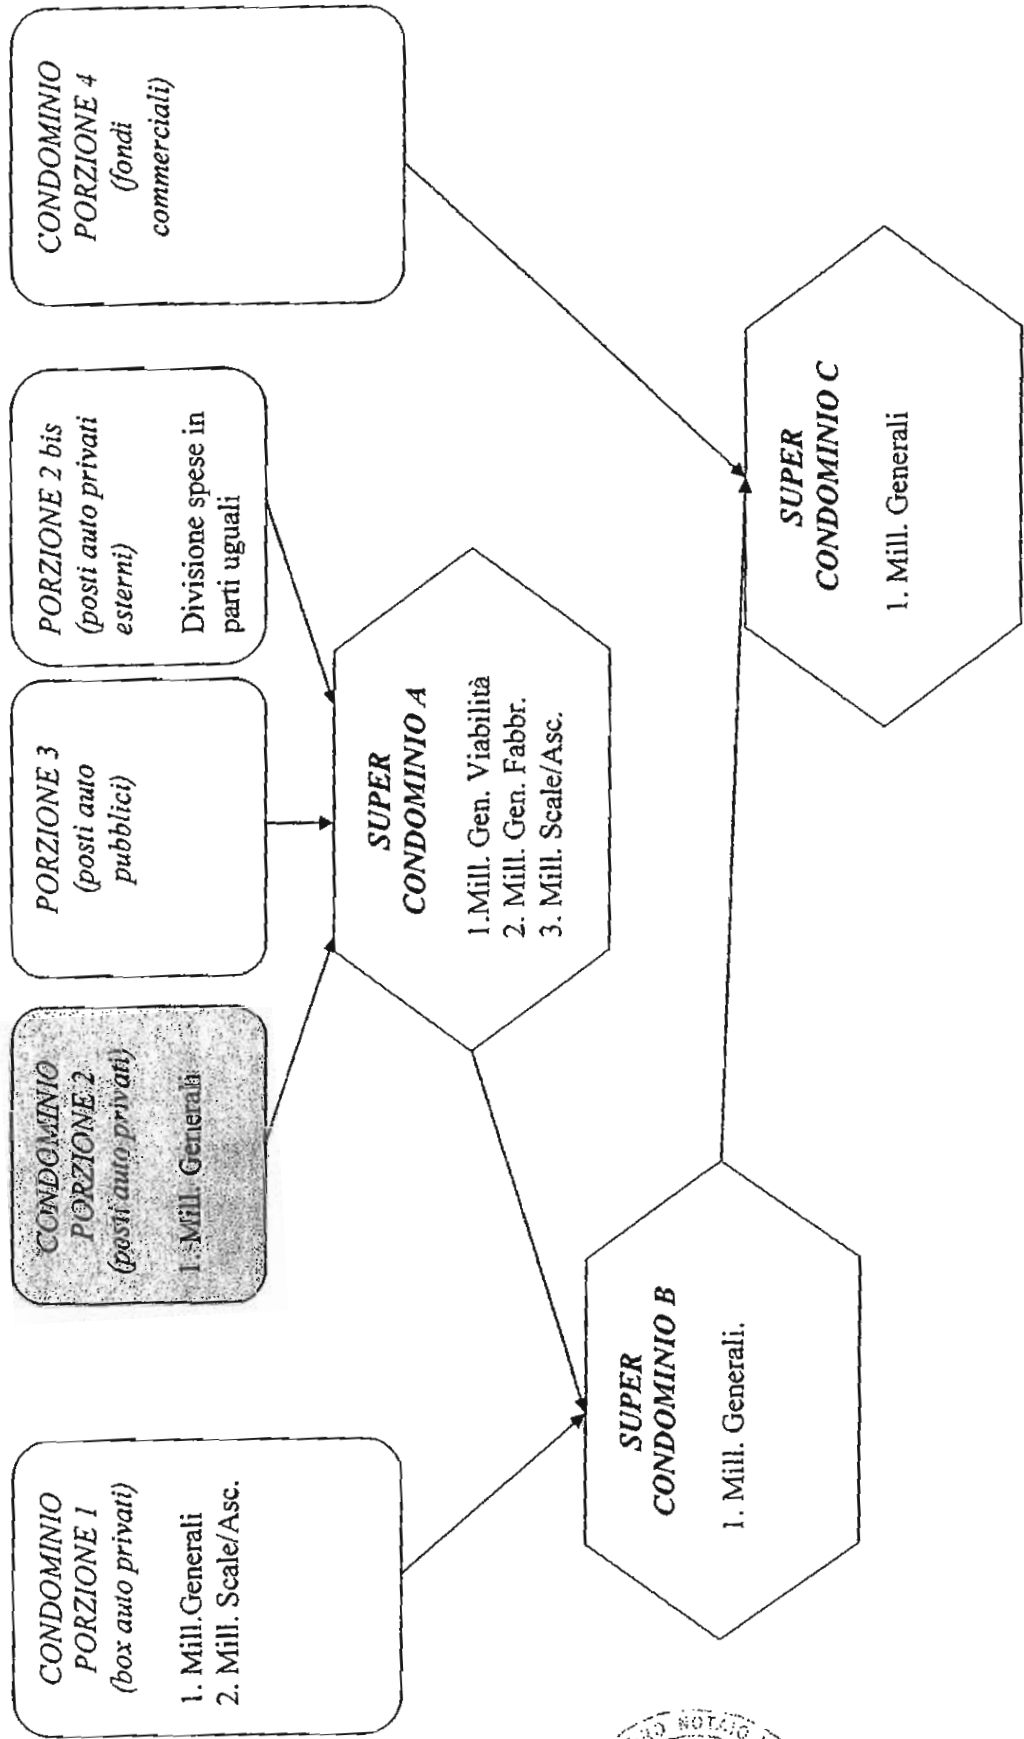 CONDOMINIO
PORZIONE 1
(box auto privati)
1. Mill.Generali
2. Mill. Scale/Asc.
CONDOMINIO
PORZIONE 2
(posti auto privati)
1. Mill. Generali
PORZIONE 3
(posti auto
pubblici)
PORZIONE 2 bis
(posti auto privati
esterni)
Divisione spese in
parti uguali
CONDOMINIO
PORZIONE 4
(fondi
commerciali)
SUPER
CONDOMINIO A
1.Mill. Gen. Viabilità
2. Mill. Gen. Fabbr.
3. Mill. Scale/Asc.
SUPER
CONDOMINIO B
1. Mill. Generali.
SUPER
CONDOMINIO C
1. Mill. Generali
NOTAIO